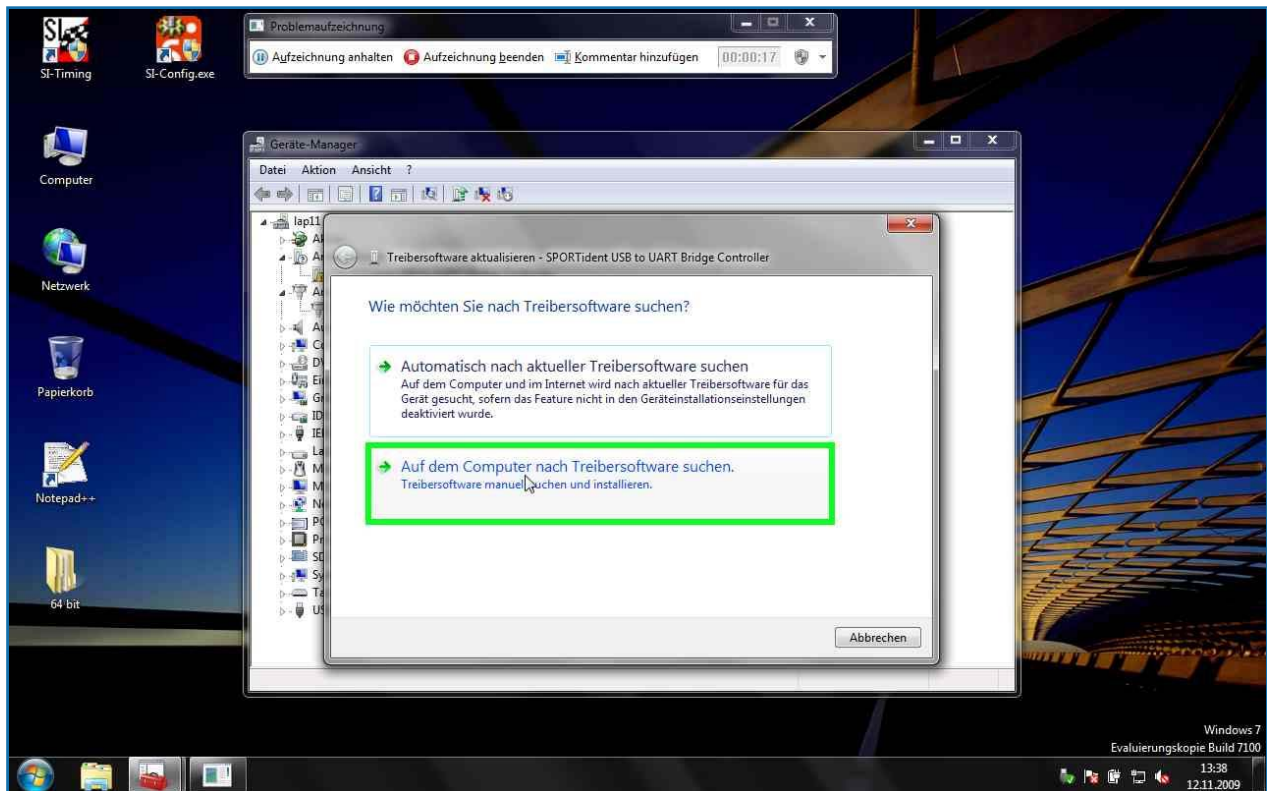 SI-Timing
SI-Config.exe
Problemaufzeichnung
Aufzeichnung anhalten
Aufzeichnung beenden
Kommentar hinzufügen
00:00:17
Computer
Netzwerk
Papierkorb
Notepad++
64 bit
Geräte-Manager
Datei Aktion Ansicht ?
lap11
Treibersoftware aktualisieren - SPORTident USB to UART Bridge Controller
Wie möchten Sie nach Treibersoftware suchen?
Automatisch nach aktueller Treibersoftware suchen
Auf dem Computer und im Internet wird nach aktueller Treibersoftware für das
Gerät gesucht, sofern das Feature nicht in den Geräteinstallationseinstellungen
deaktiviert wurde.
Auf dem Computer nach Treibersoftware suchen.
Treibersoftware manuell suchen und installieren.
Abbrechen
Windows 7
Evaluierungskopie Build 7100
13:38
12.11.2009